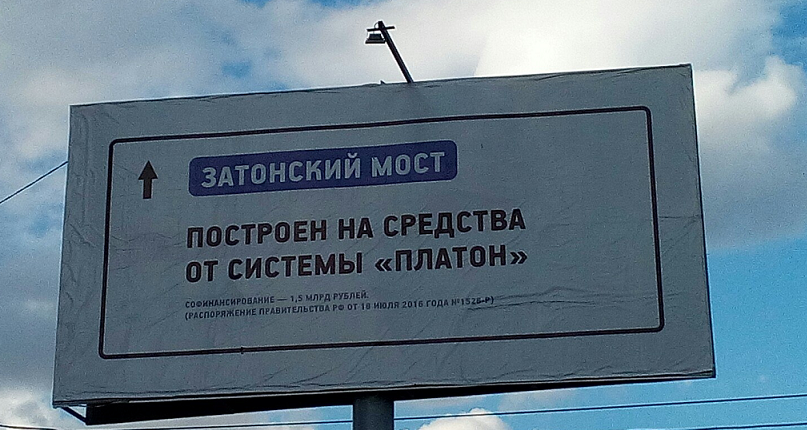 ЗАТОНСКИЙ МОСТ
ПОСТРОЕН НА СРЕДСТВА
ОТ СИСТЕМЫ «ПЛАТОН»
СОФИНАНСИРОВАНИЕ — 1,5 МЛРД РУБЛЕЙ.
(РАСПОРЯЖЕНИЕ ПРАВИТЕЛЬСТВА РФ ОТ 18 ИЮЛЯ 2016 ГОДА №1526-Р)